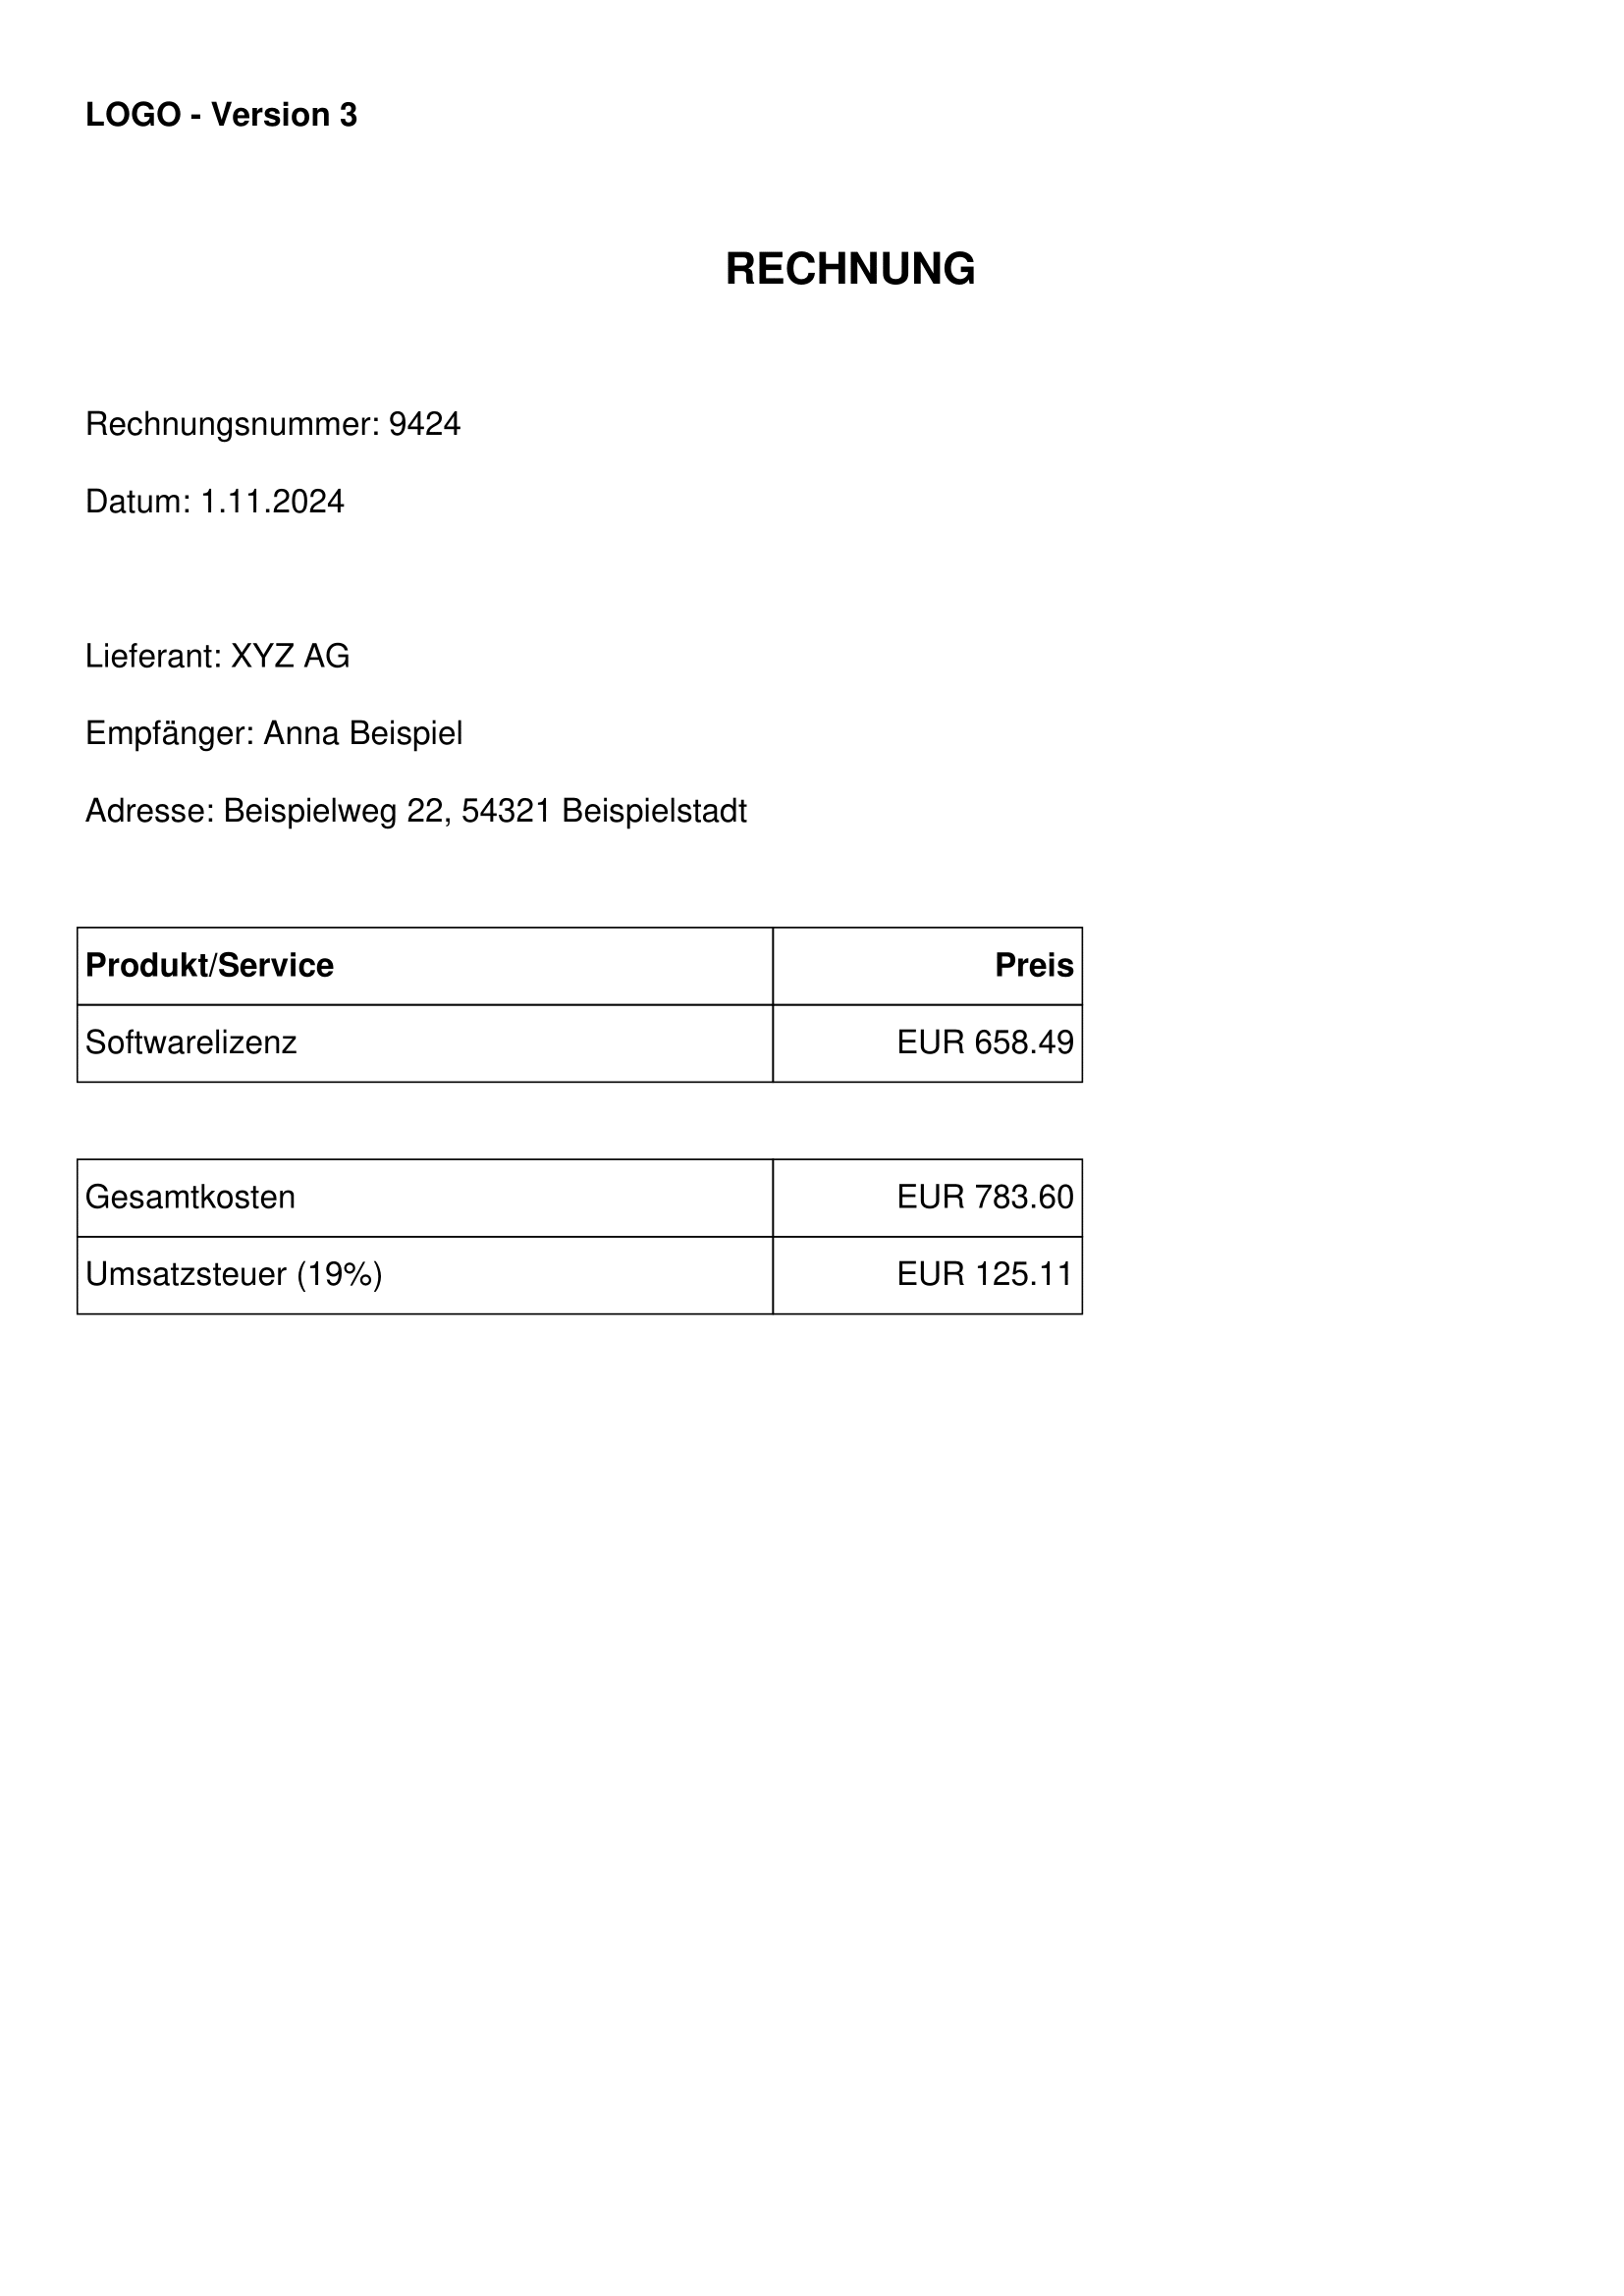 LOGO - Version 3
RECHNUNG
Rechnungsnummer: 9424
Datum: 1.11.2024
Lieferant: XYZ AG
Empfänger: Anna Beispiel
Adresse: Beispielweg 22, 54321 Beispielstadt
Produkt/Service Preis
Softwarelizenz EUR 658.49
Gesamtkosten EUR 783.60
Umsatzsteuer (19%) EUR 125.11